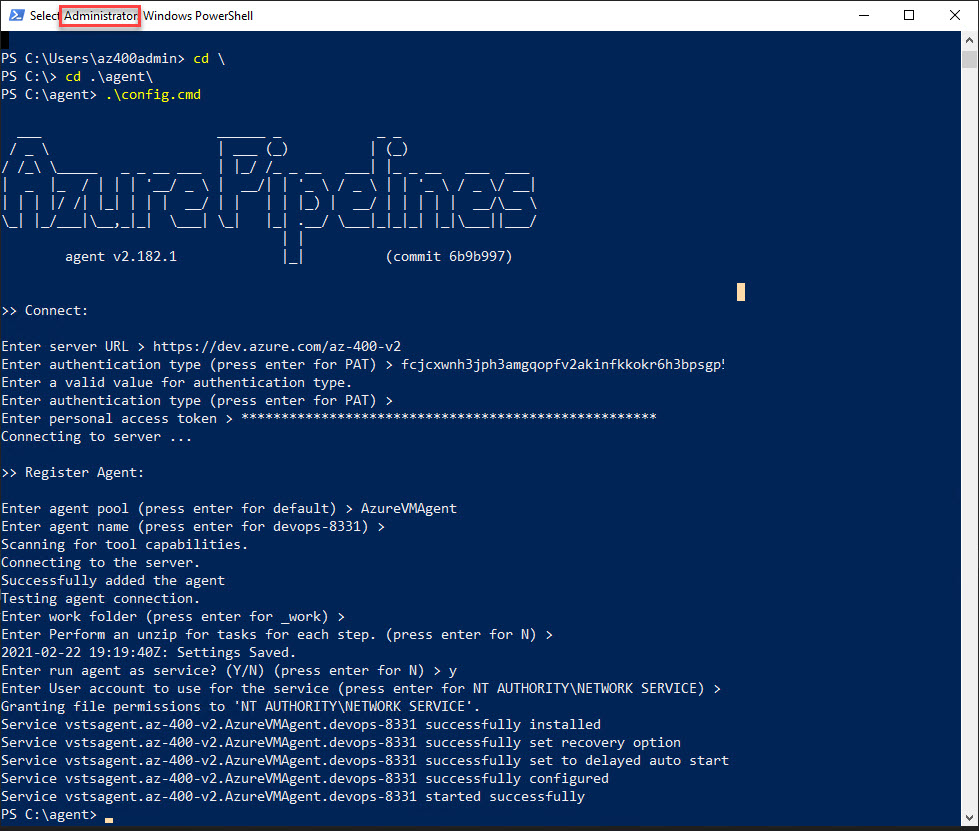 Select Administrator: Windows PowerShell
PS C:\Users\az400admin> cd \
PS C:\> cd .\agent\
PS C:\agent> .\config.cmd
AzurePipelines
agent v2.182.1 (commit 6b9b997)
>> Connect:
Enter server URL > https://dev.azure.com/az-400-v2
Enter authentication type (press enter for PAT) > fcjcxwnh3jph3amgqopfv2akinfkkokr6h3bpsgp
Enter a valid value for authentication type.
Enter authentication type (press enter for PAT) >
Enter personal access token > ****************************************************
Connecting to server ...
>> Register Agent:
Enter agent pool (press enter for default) > AzureVMAgent
Enter agent name (press enter for devops-8331) >
Scanning for tool capabilities.
Connecting to the server.
Successfully added the agent
Testing agent connection.
Enter work folder (press enter for _work) >
Enter Perform an unzip for tasks for each step. (press enter for N) >
2021-02-22 19:19:40Z: Settings Saved.
Enter run agent as service? (Y/N) (press enter for N) > y
Enter User account to use for the service (press enter for NT AUTHORITY\NETWORK SERVICE) >
Granting file permissions to 'NT AUTHORITY\NETWORK SERVICE'.
Service vstsagent.az-400-v2.AzureVMAgent.devops-8331 successfully installed
Service vstsagent.az-400-v2.AzureVMAgent.devops-8331 successfully set recovery option
Service vstsagent.az-400-v2.AzureVMAgent.devops-8331 successfully set to delayed auto start
Service vstsagent.az-400-v2.AzureVMAgent.devops-8331 successfully configured
Service vstsagent.az-400-v2.AzureVMAgent.devops-8331 started successfully
PS C:\agent>